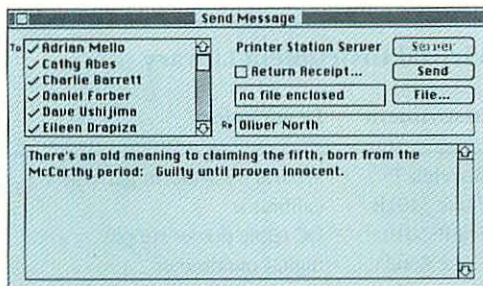 Send Message
To
✓ Adrian Mello
✓ Cathy Abes
✓ Charlie Barrett
✓ Daniel Farber
✓ Dave Ushijima
✓ Eileen Drapiza
Printer Station Server
Server
Return Receipt...
Send
no file enclosed
File...
Re Oliver North
There's an old meaning to claiming the fifth, born from the
McCarthy period: Guilty until proven innocent.